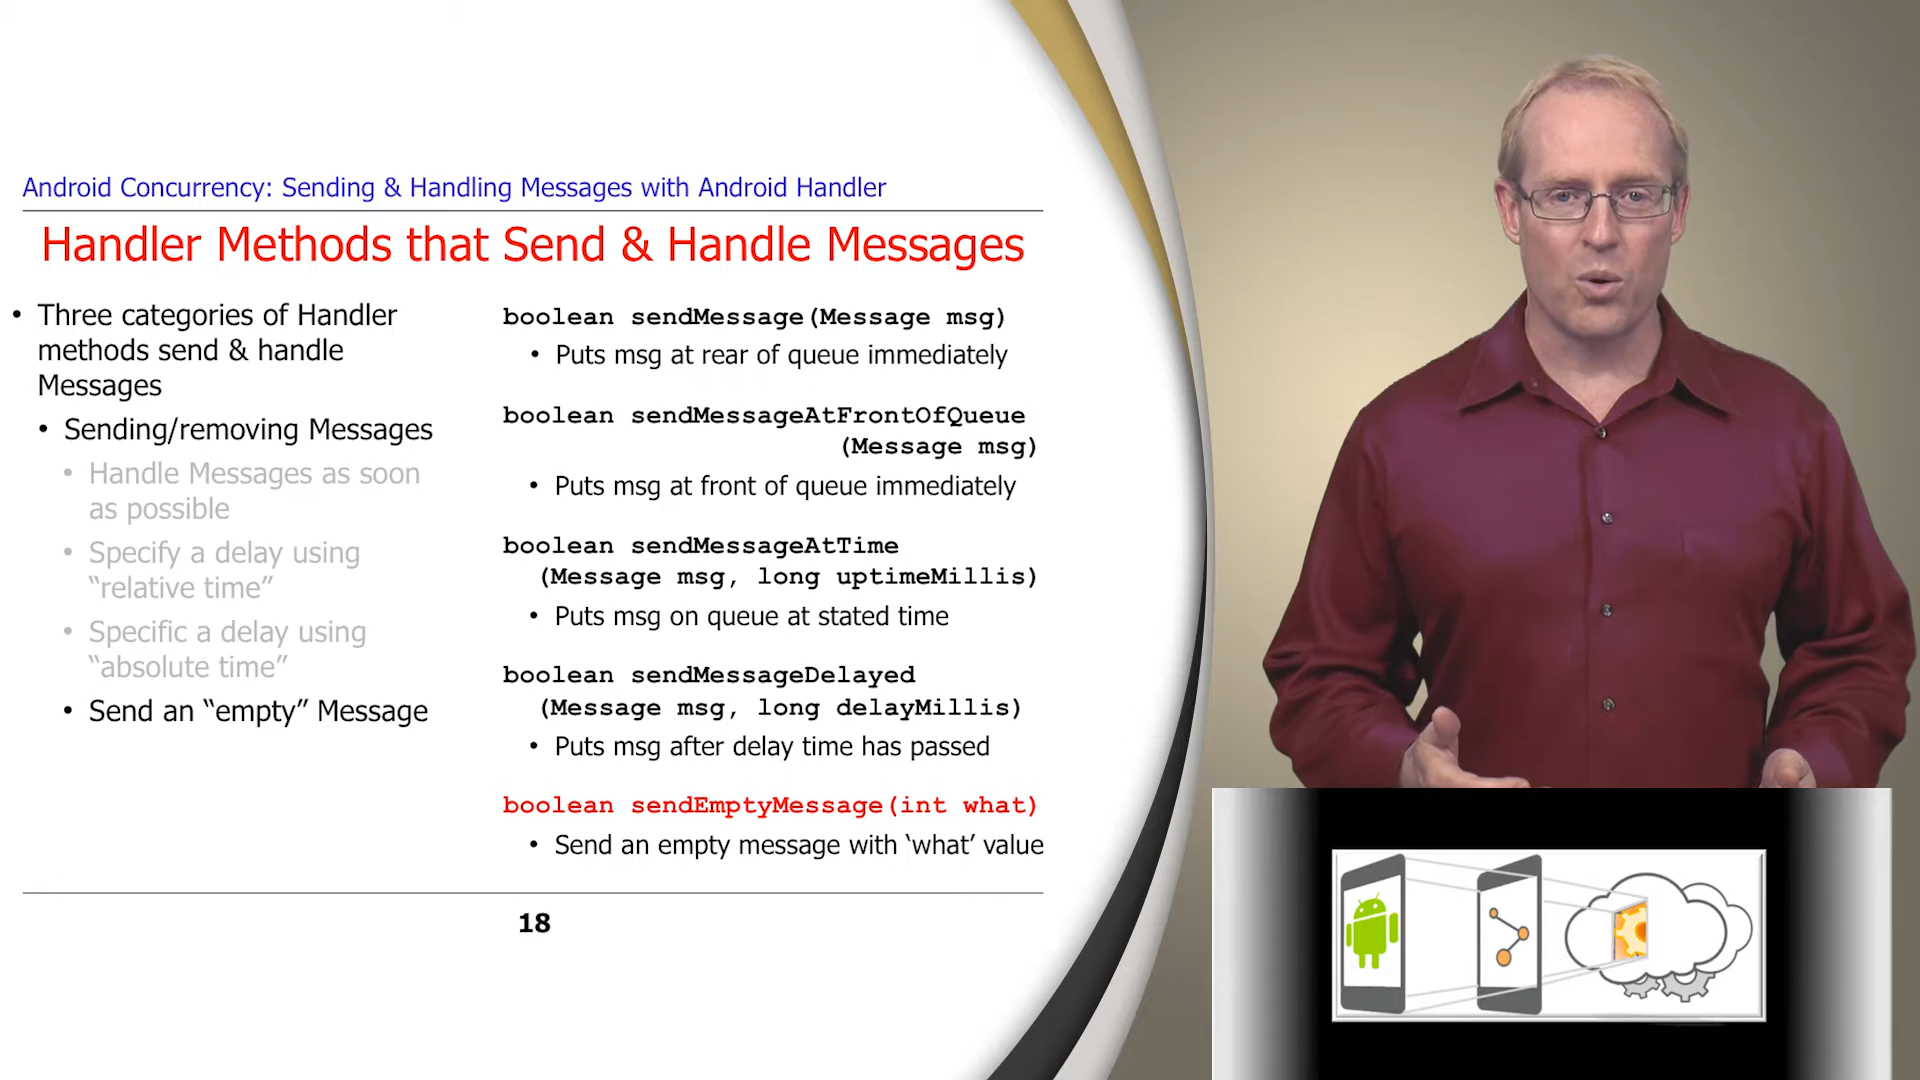 Android Concurrency: Sending & Handling Messages with Android Handler
Handler Methods that Send & Handle Messages
• Three categories of Handler
methods send & handle
Messages
• Sending/removing Messages
• Handle Messages as soon
as possible
• Specify a delay using
“relative time”
• Specific a delay using
“absolute time”
• Send an “empty” Message
boolean sendMessage(Message msg)
• Puts msg at rear of queue immediately
boolean sendMessageAtFrontOfQueue
(Message msg)
• Puts msg at front of queue immediately
boolean sendMessageAtTime
(Message msg, long uptimeMillis)
• Puts msg on queue at stated time
boolean sendMessageDelayed
(Message msg, long delayMillis)
• Puts msg after delay time has passed
boolean sendEmptyMessage(int what)
• Send an empty message with ‘what’ value
18